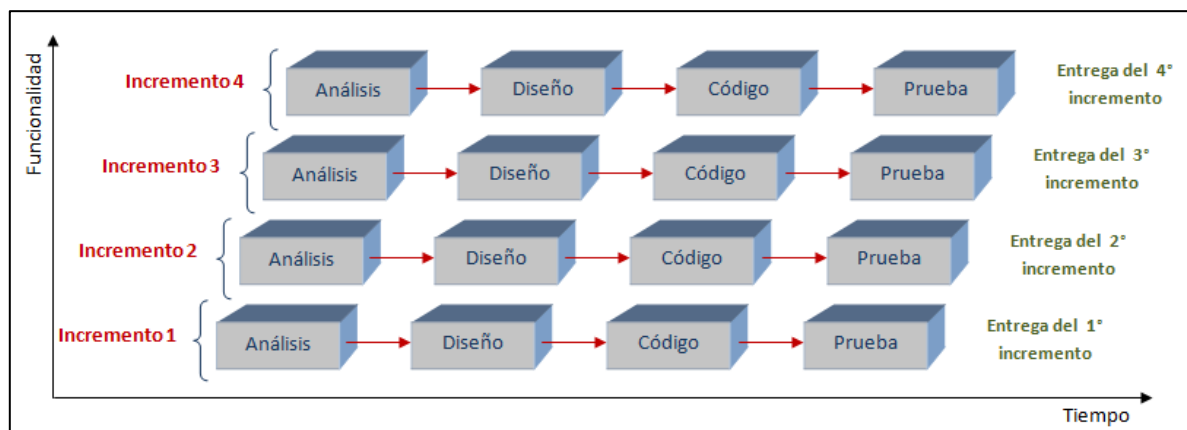 Funcionalidad
Incremento 4
Análisis
Diseño
Código
Prueba
Entrega del 4°
incremento
Incremento 3
Análisis
Diseño
Código
Prueba
Entrega del 3°
incremento
Incremento 2
Análisis
Diseño
Código
Prueba
Entrega del 2°
incremento
Incremento 1
Análisis
Diseño
Código
Prueba
Entrega del 1°
incremento
Tiempo